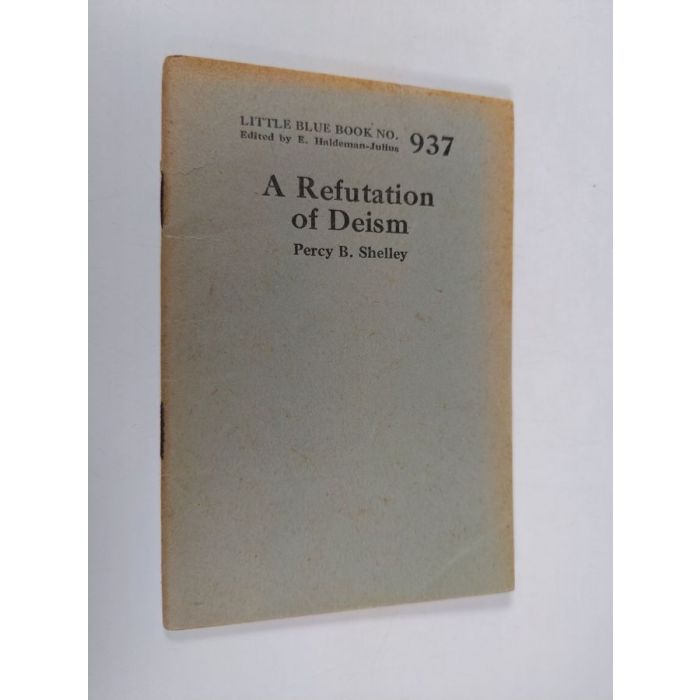 LITTLE BLUE BOOK NO. 937
Edited by E. Haldeman-Julius
A Refutation
of Deism
Percy B. Shelley